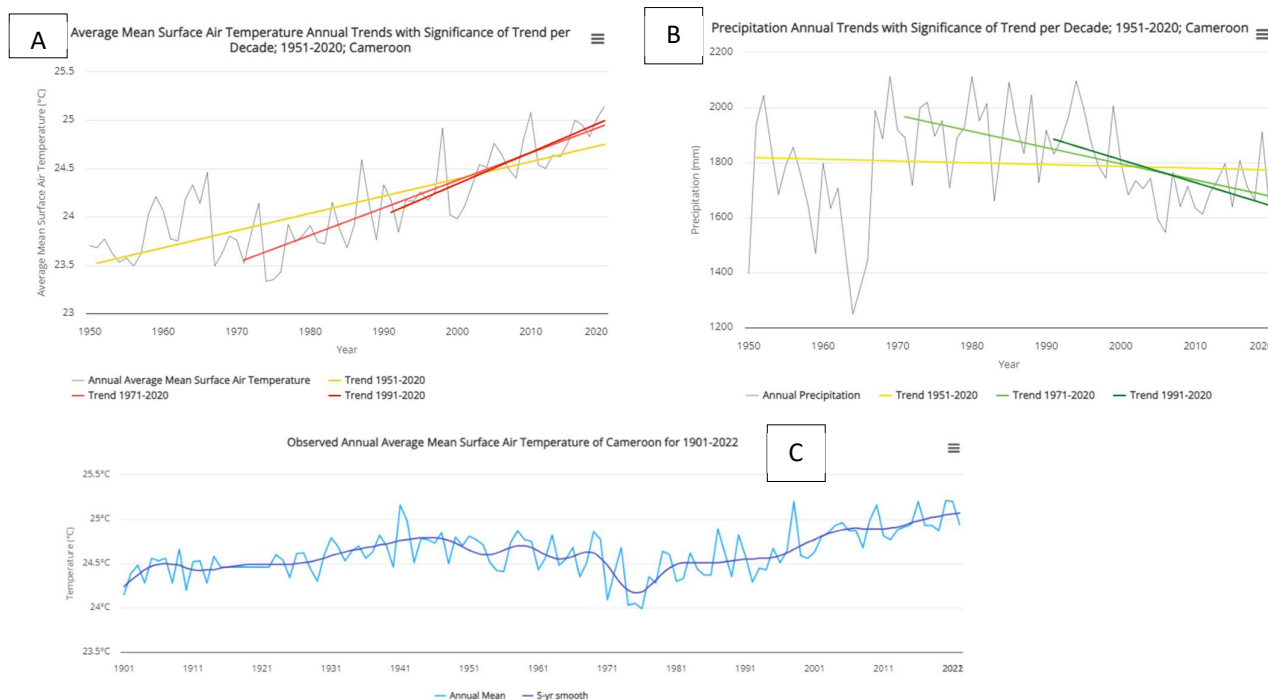 A
Average Mean Surface Air Temperature Annual Trends with Significance of Trend per
Decade; 1951-2020; Cameroon
25.5
25
24.5
24
23.5
23
Average Mean Surface Air Temperature (°C)
1950 1960 1970 1980 1990 2000 2010 2020
Year
Annual Average Mean Surface Air Temperature Trend 1951-2020
Trend 1971-2020 Trend 1991-2020
B
Precipitation Annual Trends with Significance of Trend per Decade; 1951-2020; Cameroon
2200
2000
1800
1600
1400
1200
Precipitation (mm)
1950 1960 1970 1980 1990 2000 2010 2020
Year
Annual Precipitation Trend 1951-2020 Trend 1971-2020 Trend 1991-2020
Observed Annual Average Mean Surface Air Temperature of Cameroon for 1901-2022
C
25.5°C
25°C
24.5°C
24°C
23.5°C
Temperature (°C)
1901 1911 1921 1931 1941 1951 1961 1971 1981 1991 2001 2011 2022
Annual Mean 5-yr smooth